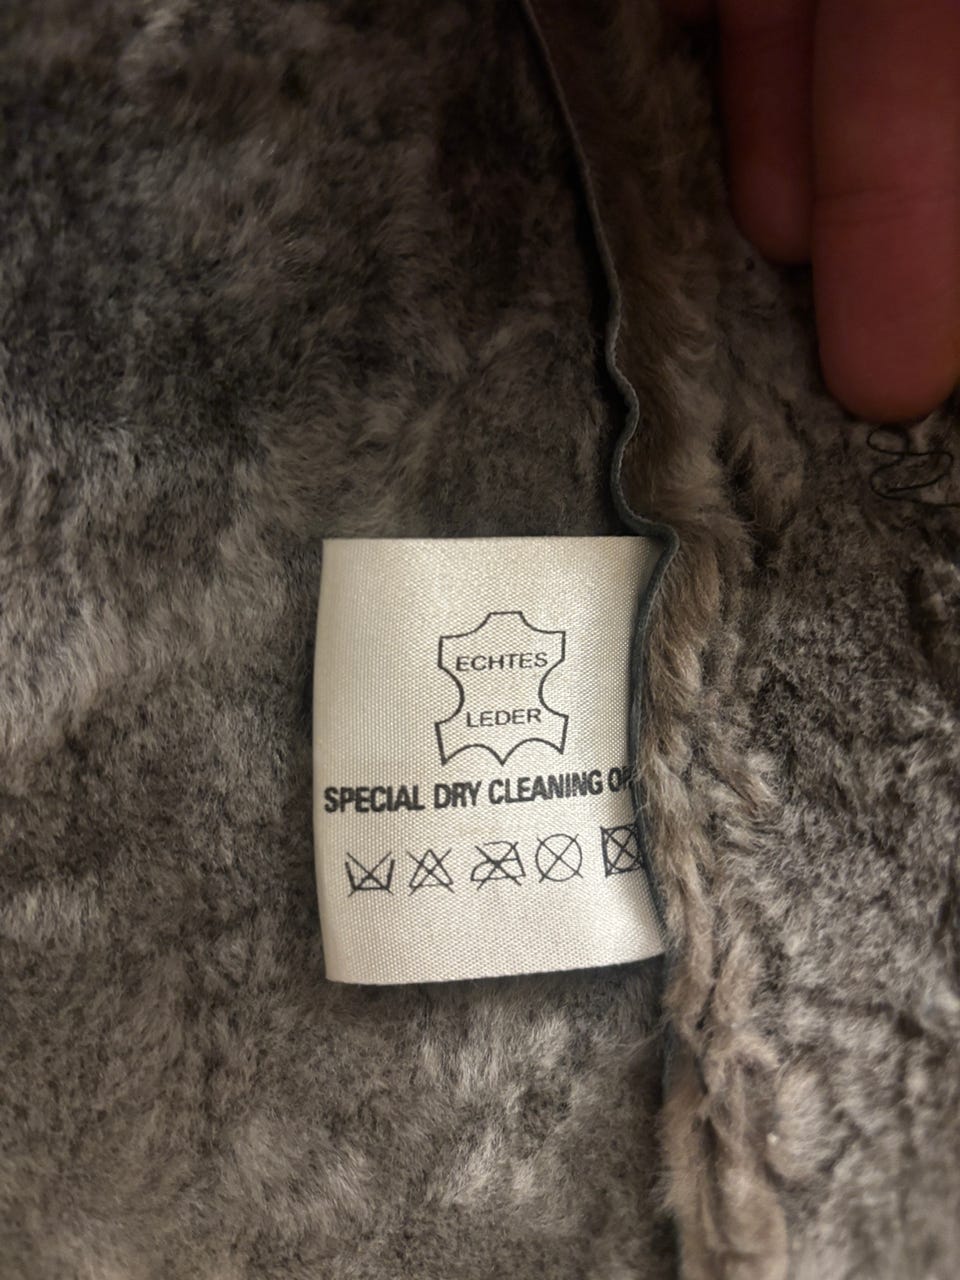 ECHTES
LEDER
SPECIAL DRY CLEANING